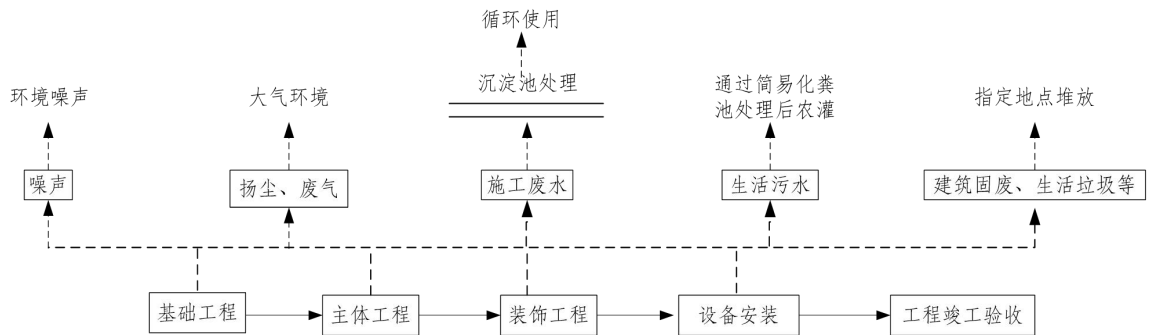 循环使用
沉淀池处理
环境噪声
大气环境
通过简易化粪
池处理后农灌
指定地点堆放
噪声
扬尘、废气
施工废水
生活污水
建筑固废、生活垃圾等
基础工程
主体工程
装饰工程
设备安装
工程竣工验收